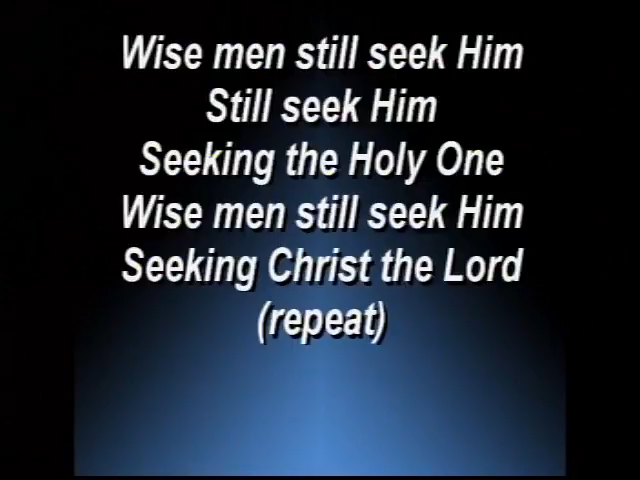 Wise men still seek Him
Still seek Him
Seeking the Holy One
Wise men still seek Him
Seeking Christ the Lord
(repeat)